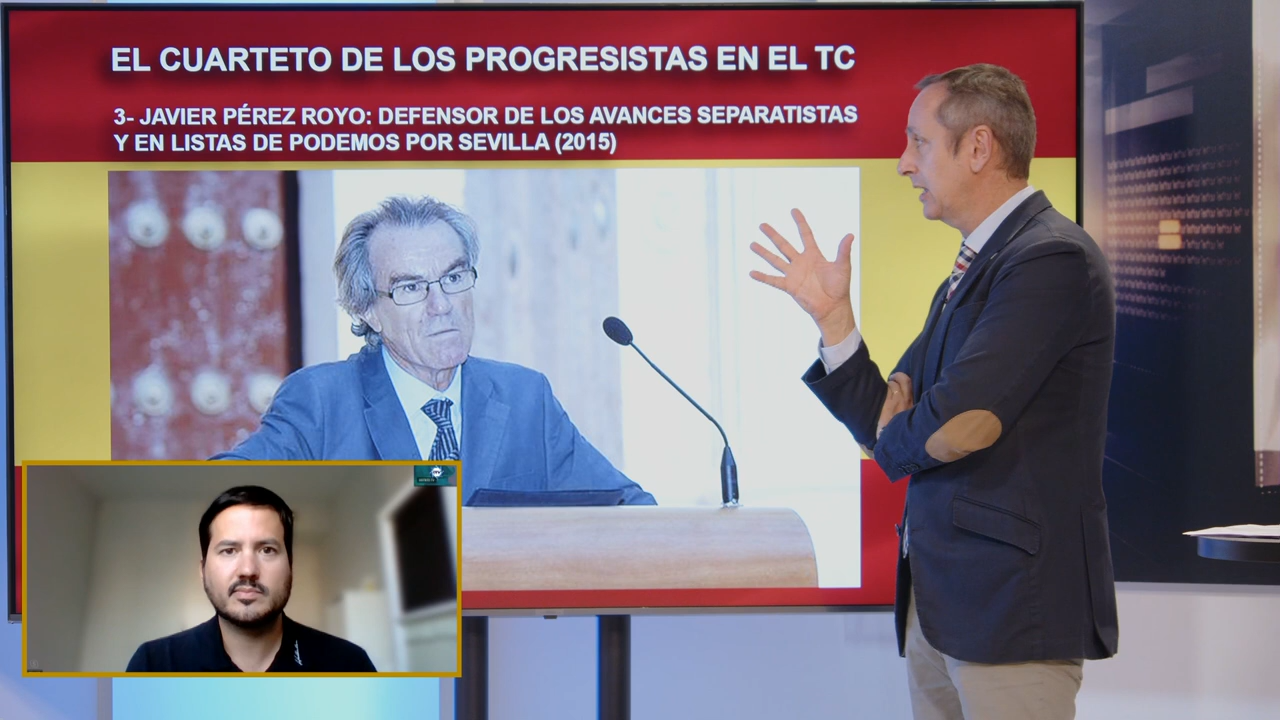 EL CUARTETO DE LOS PROGRESISTAS EN EL TC
3- JAVIER PÉREZ ROYO: DEFENSOR DE LOS AVANCES SEPARATISTAS
Y EN LISTAS DE PODEMOS POR SEVILLA (2015)